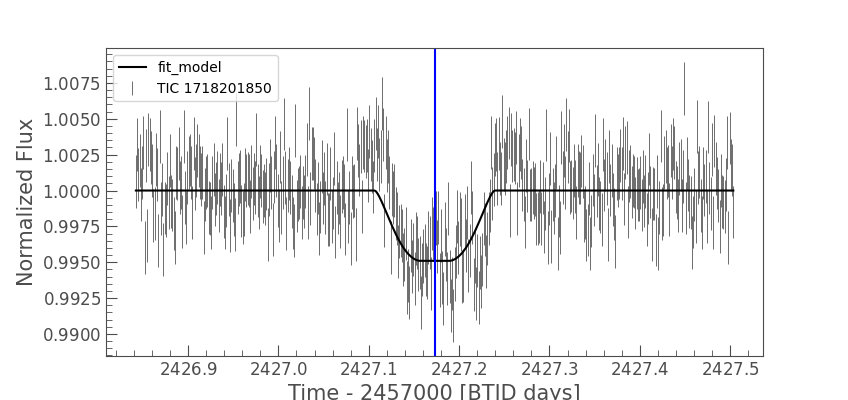 fit_model
TIC 1718201850
1.0075
1.0050
1.0025
1.0000
0.9975
0.9950
0.9925
0.9900
Normalized Flux
2426.9 2427.0 2427.1 2427.2 2427.3 2427.4 2427.5
Time - 2457000 [BTJD days]